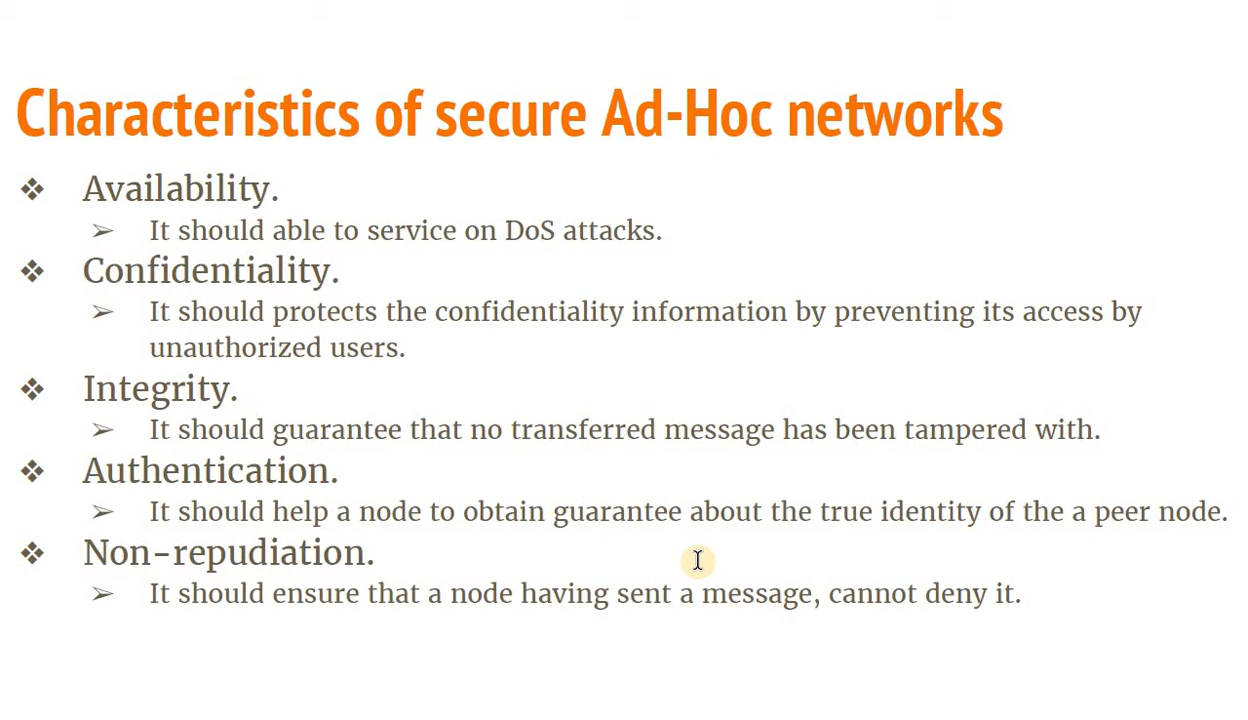 Characteristics of secure Ad-Hoc networks
❖ Availability.
➢ It should able to service on DoS attacks.
❖ Confidentiality.
➢ It should protects the confidentiality information by preventing its access by
unauthorized users.
❖ Integrity.
➢ It should guarantee that no transferred message has been tampered with.
❖ Authentication.
➢ It should help a node to obtain guarantee about the true identity of the a peer node.
❖ Non-repudiation.
➢ It should ensure that a node having sent a message, cannot deny it.